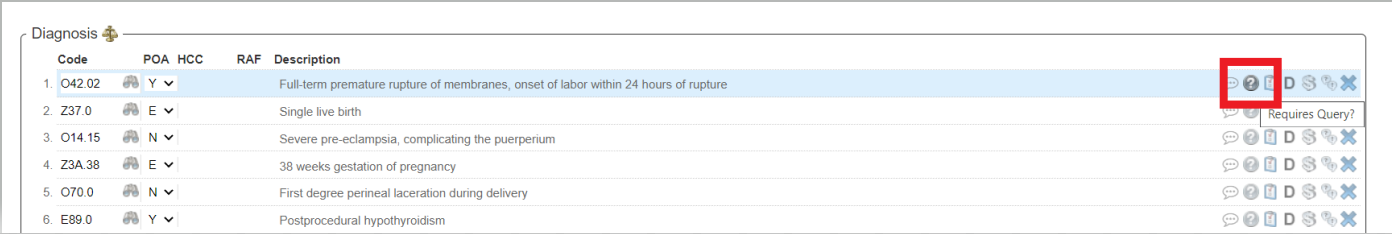 Diagnosis
Code POA HCC RAF Description
1. O42.02 Y Full-term premature rupture of membranes, onset of labor within 24 hours of rupture D
2. Z37.0 E Single live birth
Requires Query?
3. O14.15 N Severe pre-eclampsia, complicating the puerperium D
4. Z3A.38 E 38 weeks gestation of pregnancy D
5. O70.0 N First degree perineal laceration during delivery D
6. E89.0 Y Postprocedural hypothyroidism D